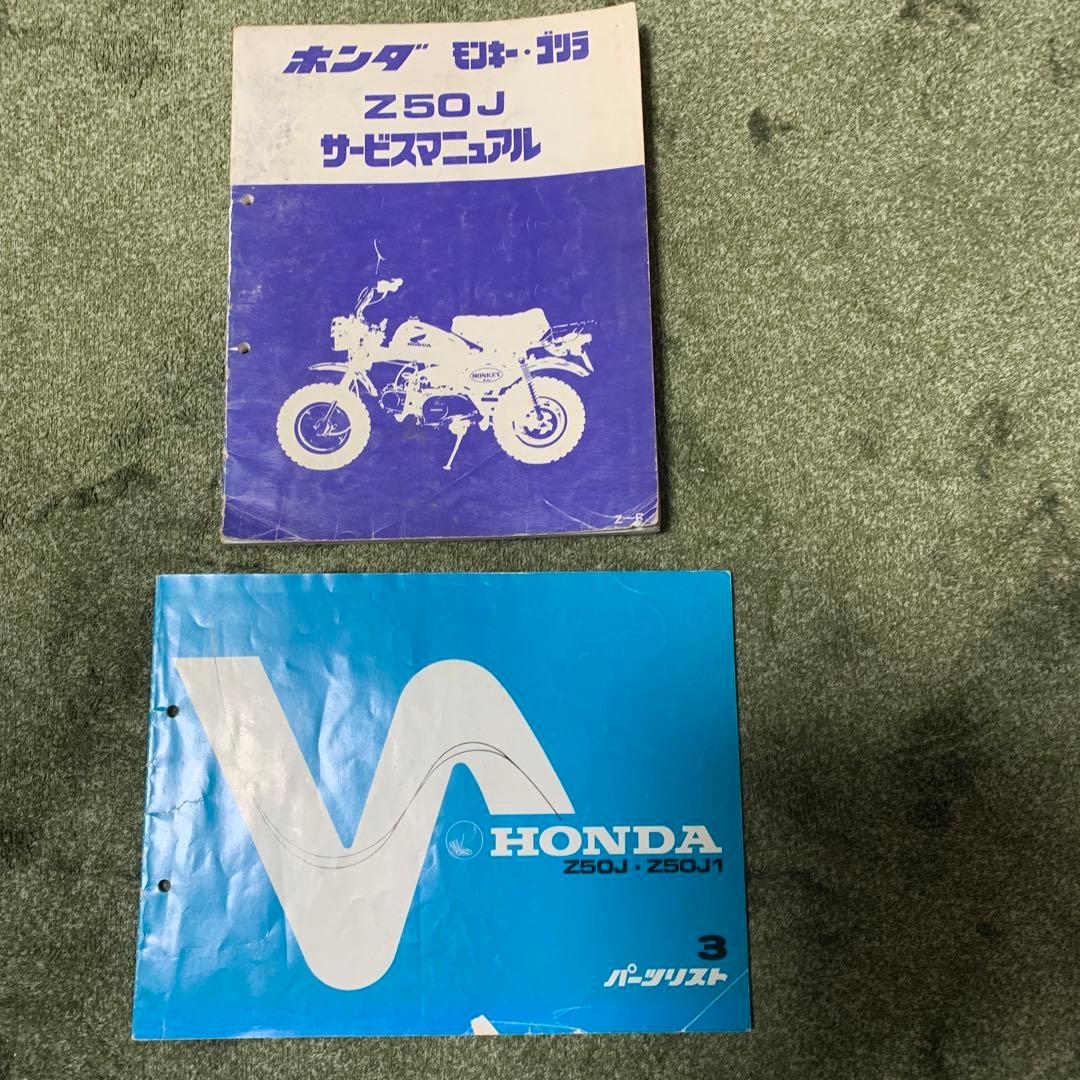 ホンダ モンキー・ゴリラ
Z50J
サービスマニュアル
HONDA
MONKEY
HONDA
Z50J・Z50J1
3
パーツリスト